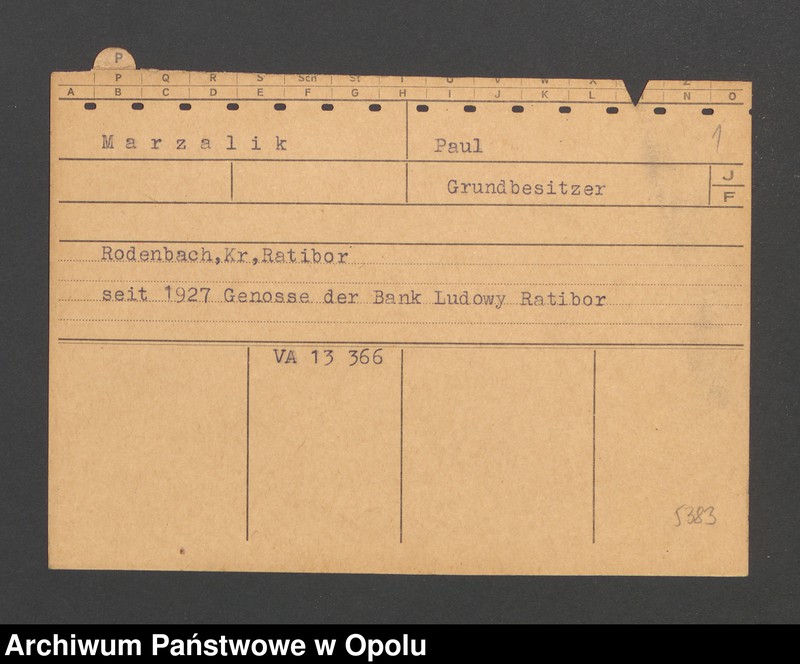 P
P Q R S Sch St T U V W X Z
A B C D E F G H I J K L N O
Marzalik Paul 1
Grundbesitzer J
F
Rodenbach,Kr,Ratibor
seit 1927 Genosse der Bank Ludowy Ratibor
VA 13 366
5383
Archiwum Państwowe w Opolu